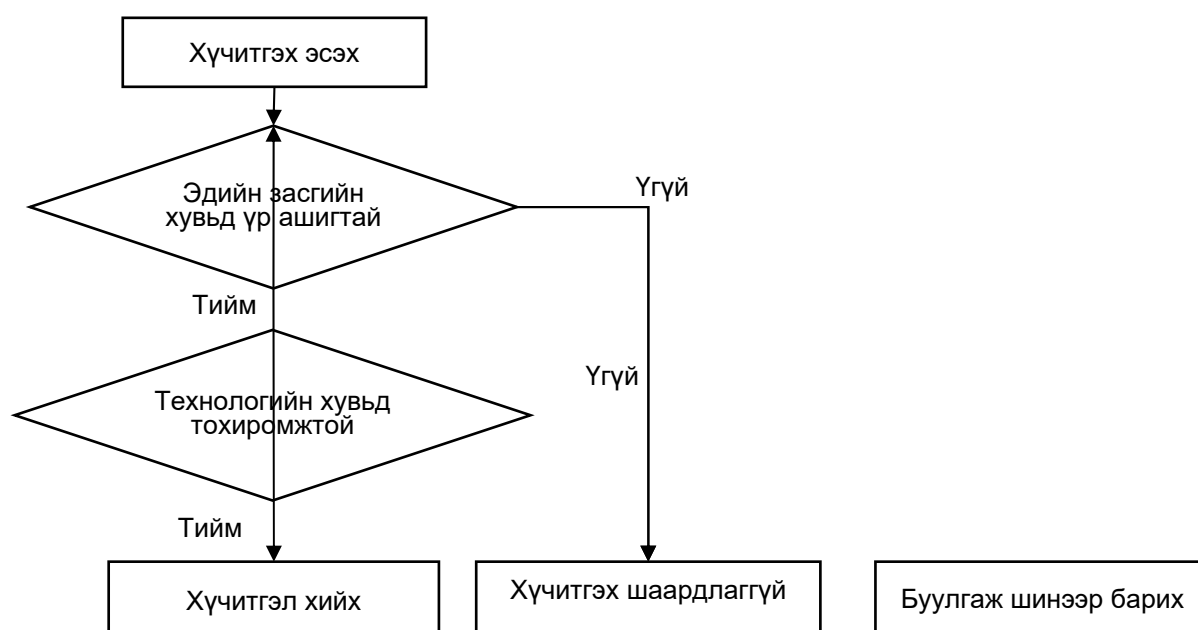 Хүчитгэх эсэх
Эдийн засгийн
хувьд үр ашигтай
Үгүй
Тийм
Үгүй
Технологийн хувьд
тохиромжтой
Тийм
Хүчитгэл хийх
Хүчитгэх шаардлаггүй
Буулгаж шинээр барих